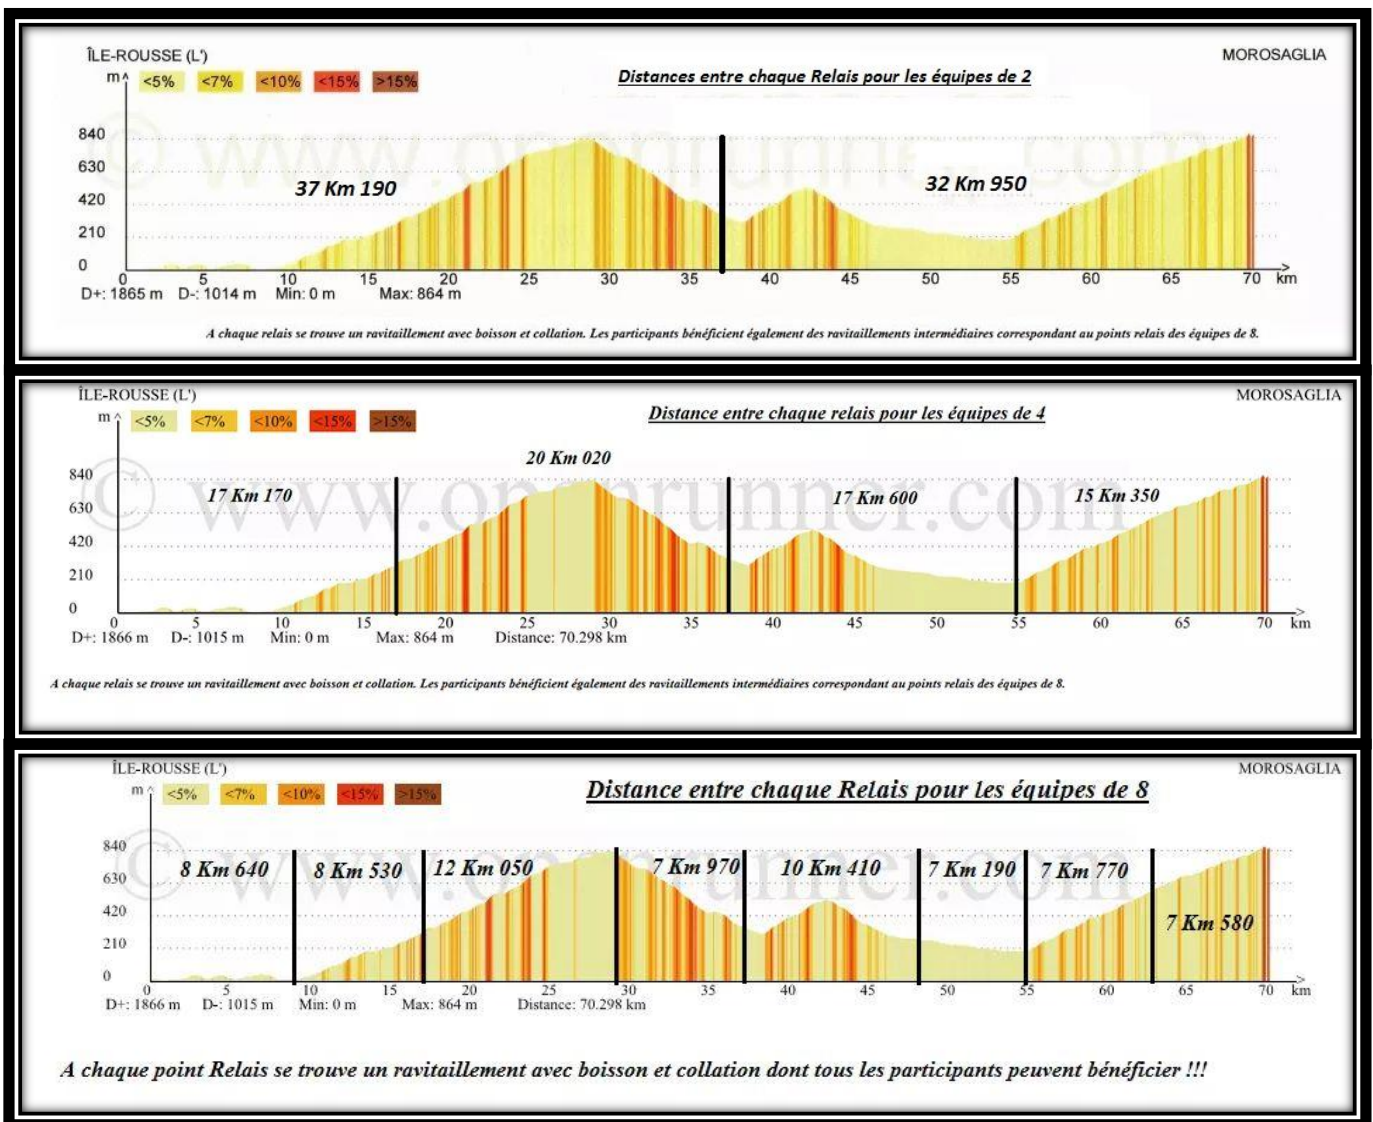 ÎLE-ROUSSE (L')
MOROSAGLIA
m <5% <7% <10% <15% >15%
Distances entre chaque Relais pour les équipes de 2
840
630
420
210
0
37 Km 190
32 Km 950
© www.openrunner.com
0 5 10 15 20 25 30 35 40 45 50 55 60 65 70 km
D+: 1865 m D-: 1014 m Min: 0 m Max: 864 m
A chaque relais se trouve un ravitaillement avec boisson et collation. Les participants bénéficient également des ravitaillements intermédiaires correspondant au points relais des équipes de 8.
ÎLE-ROUSSE (L')
MOROSAGLIA
m <5% <7% <10% <15% >15%
Distance entre chaque relais pour les équipes de 4
840
630
420
210
0
17 Km 170
20 Km 020
17 Km 600
15 Km 350
© www.openrunner.com
0 5 10 15 20 25 30 35 40 45 50 55 60 65 70 km
D+: 1866 m D-: 1015 m Min: 0 m Max: 864 m Distance: 70.298 km
A chaque relais se trouve un ravitaillement avec boisson et collation. Les participants bénéficient également des ravitaillements intermédiaires correspondant au points relais des équipes de 8.
ÎLE-ROUSSE (L')
MOROSAGLIA
m <5% <7% <10% <15% >15%
Distance entre chaque Relais pour les équipes de 8
840
630
420
210
0
8 Km 640
8 Km 530
12 Km 050
7 Km 970
10 Km 410
7 Km 190
7 Km 770
7 Km 580
© www.openrunner.com
0 5 10 15 20 25 30 35 40 45 50 55 60 65 70 km
D+: 1866 m D-: 1015 m Min: 0 m Max: 864 m Distance: 70.298 km
A chaque point Relais se trouve un ravitaillement avec boisson et collation dont tous les participants peuvent bénéficier !!!